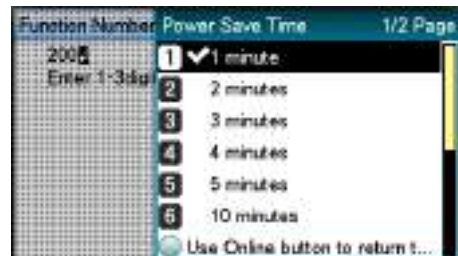 Function Number
200
Enter 1-3digi
Power Save Time 1/2 Page
1 1 minute
2 2 minutes
3 3 minutes
4 4 minutes
5 5 minutes
6 10 minutes
Use Online button to return t...